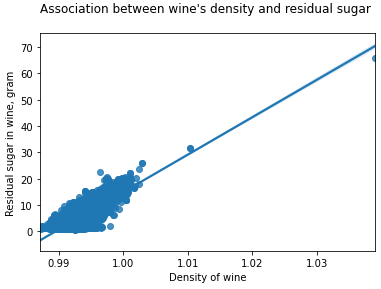 Association between wine's density and residual sugar
70
60
50
40
30
20
10
0
Residual sugar in wine, gram
0.99 1.00 1.01 1.02 1.03
Density of wine